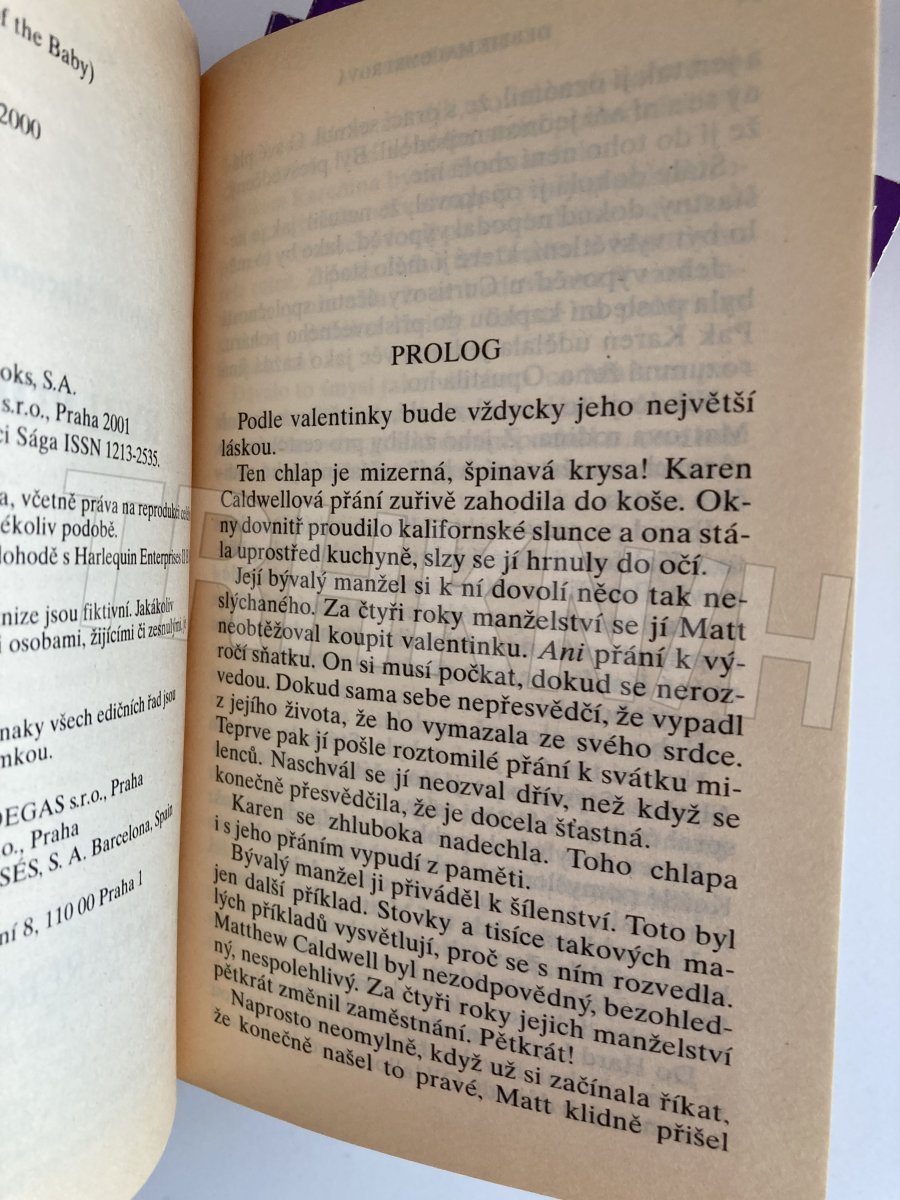 f the Baby)
2000
oks, S.A.
s.r.o., Praha 2001
ci Sága ISSN 1213-2535.
a, včetně práva na reprodukci
ékoliv podobě.
lohodě s Harlequin Enterprises II
nize jsou fiktivní. Jakákoliv
i osobami, žijícími či zesnulými, je
naky všech edičních řad jsou
mkou.
DEGAS s.r.o., Praha
o., Praha
SÉS, S. A. Barcelona, Spain
ní 8, 110 00 Praha 1
PROLOG
Podle valentinky bude vždycky jeho největší
láskou.
Ten chlap je mizerná, špinavá krysa! Karen
Caldwellová přání zuřivě zahodila do koše. Ok-
ny dovnitř proudilo kalifornské slunce a ona stá-
la uprostřed kuchyně, slzy se jí hrnuly do očí.
Její bývalý manžel si k ní dovolí něco tak ne-
slýchaného. Za čtyři roky manželství se jí Matt
neobtěžoval koupit valentinku. Ani přání k vý-
ročí sňatku. On si musí počkat, dokud se neroz-
vedou. Dokud sama sebe nepřesvědčí, že vypadl
z jejího života, že ho vymazala ze svého srdce.
Teprve pak jí pošle roztomilé přání k svátku mi-
lenců. Naschvál se jí neozval dřív, než když se
konečně přesvědčila, že je docela šťastná.
Karen se zhluboka nadechla. Toho chlapa
i s jeho přáním vypudí z paměti.
Bývalý manžel ji přiváděl k šílenství. Toto byl
jen další příklad. Stovky a tisíce takových ma-
lých příkladů vysvětlují, proč se s ním rozvedla.
Matthew Caldwell byl nezodpovědný, bezohled-
ný, nespolehlivý. Za čtyři roky jejich manželství
pětkrát změnil zaměstnání. Pětkrát!
Naprosto neomylně, když už si začínala říkat,
že konečně našel to pravé, Matt klidně přišel